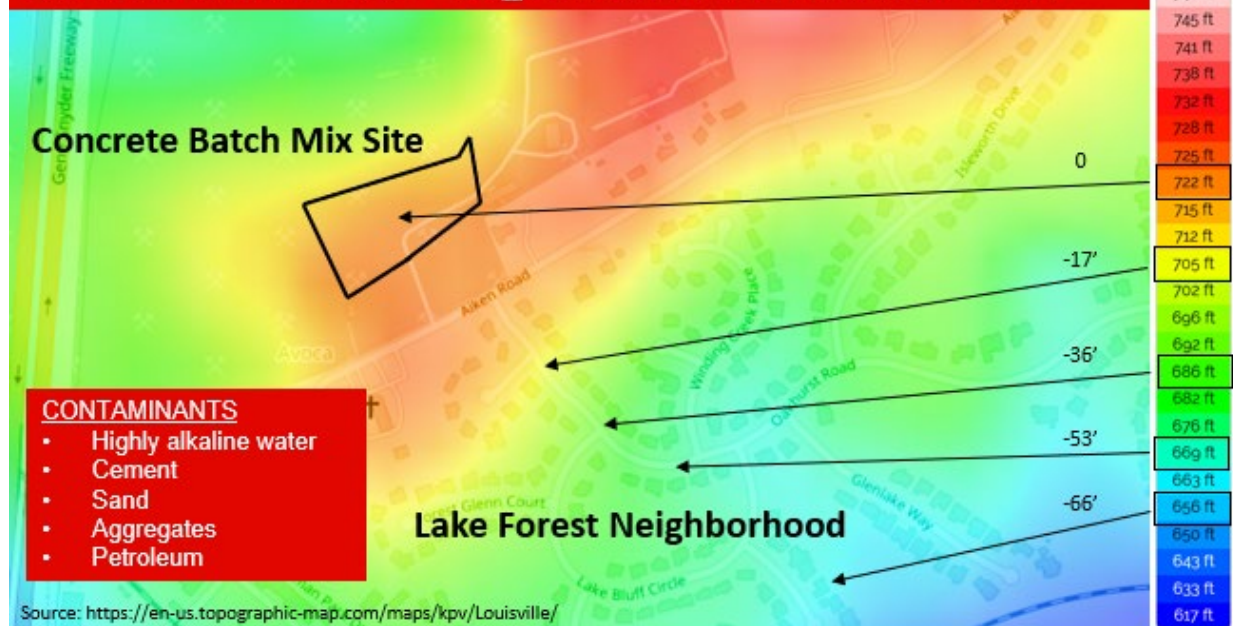 745 ft
741 ft
738 ft
732 ft
728 ft
725 ft
722 ft
715 ft
712 ft
705 ft
702 ft
696 ft
692 ft
686 ft
682 ft
676 ft
669 ft
663 ft
656 ft
650 ft
643 ft
633 ft
617 ft
Snyder Freeway
Concrete Batch Mix Site
Isleworth Drive
0
-17'
-36'
-53'
-66'
Aiken Road
Avoca
Winding Creek Place
Oakhurst Road
Glenlake Way
Forest Glenn Court
Lake Forest Neighborhood
Lake Bluff Circle
CONTAMINANTS
• Highly alkaline water
• Cement
• Sand
• Aggregates
• Petroleum
Source: https://en-us.topographic-map.com/maps/kpv/Louisville/